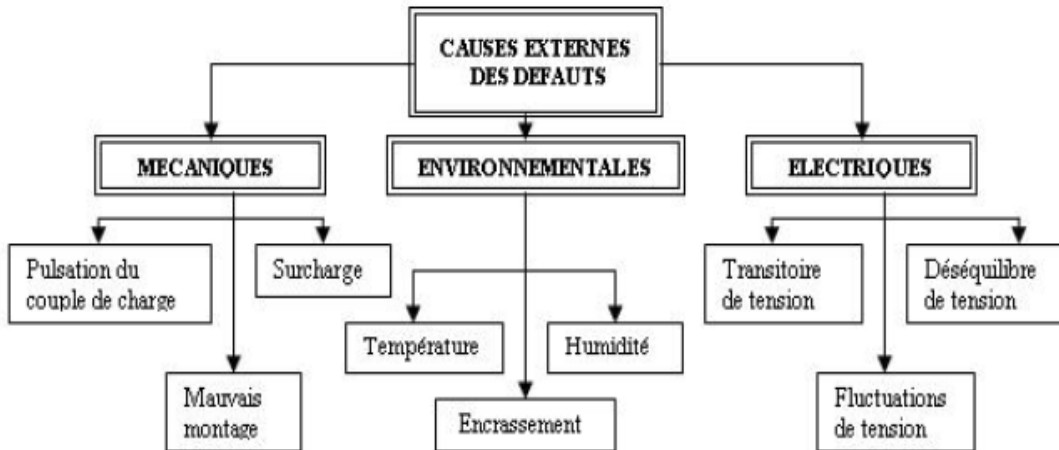 CAUSES EXTERNES
DES DEFAUTS
MECANIQUES
ENVIRONNEMENTALES
ELECTRIQUES
Pulsation du
couple de charge
Surcharge
Mauvais
montage
Température
Humidité
Encrassement
Transitoire
de tension
Déséquilibre
de tension
Fluctuations
de tension